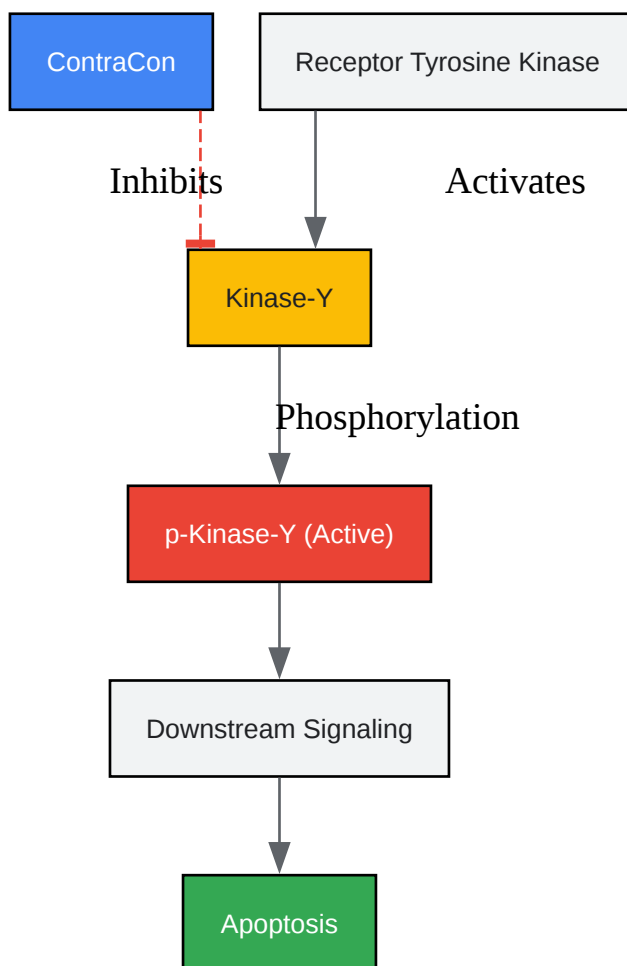 ContraCon
Receptor Tyrosine Kinase
Inhibits
Activates
Kinase-Y
Phosphorylation
p-Kinase-Y (Active)
Downstream Signaling
Apoptosis